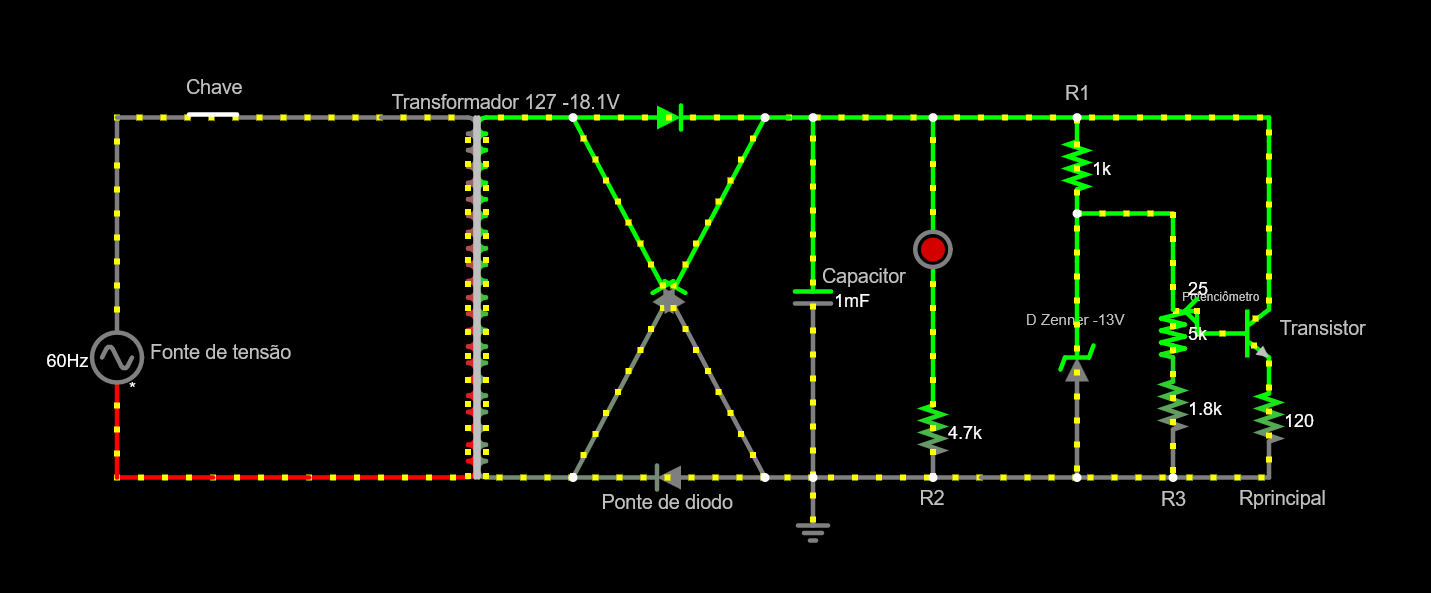 Chave
R1
Transformador 127 -18.1V
1k
Capacitor
1mF
25
Potenciômetro
D Zenner -13V
5k
Transistor
60Hz
Fonte de tensão
*
1.8k
120
4.7k
Ponte de diodo
R2
R3
Rprincipal